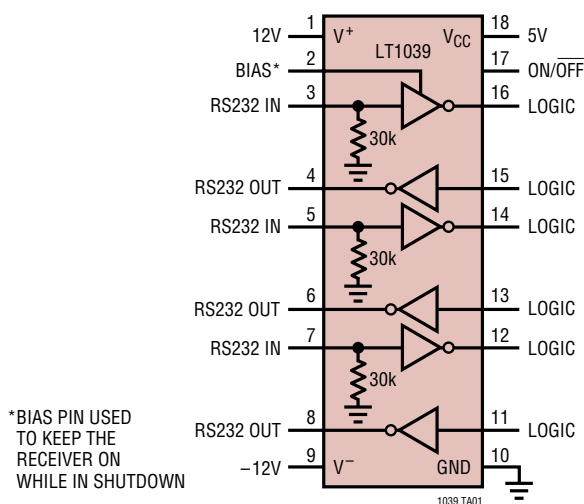 12V 1 V+ VCC 18 5V
LT1039
BIAS* 2 17 ON/OFF
RS232 IN 3 16 LOGIC
30k
RS232 OUT 4 15 LOGIC
RS232 IN 5 14 LOGIC
30k
RS232 OUT 6 13 LOGIC
RS232 IN 7 12 LOGIC
30k
*BIAS PIN USED
TO KEEP THE
RECEIVER ON
WHILE IN SHUTDOWN
RS232 OUT 8 11 LOGIC
–12V 9 V– GND 10
1039 TA01